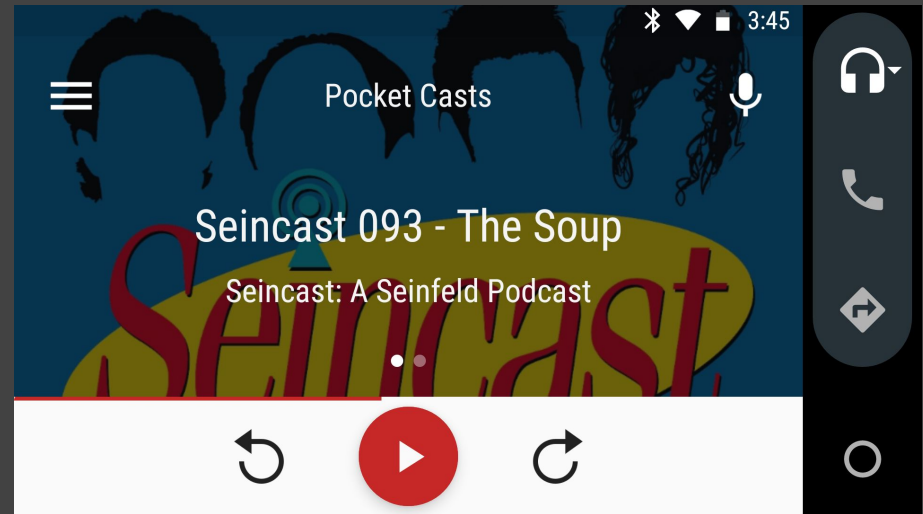 3:45
Pocket Casts
Seincast 093 - The Soup
Seincast: A Seinfeld Podcast
Seincast